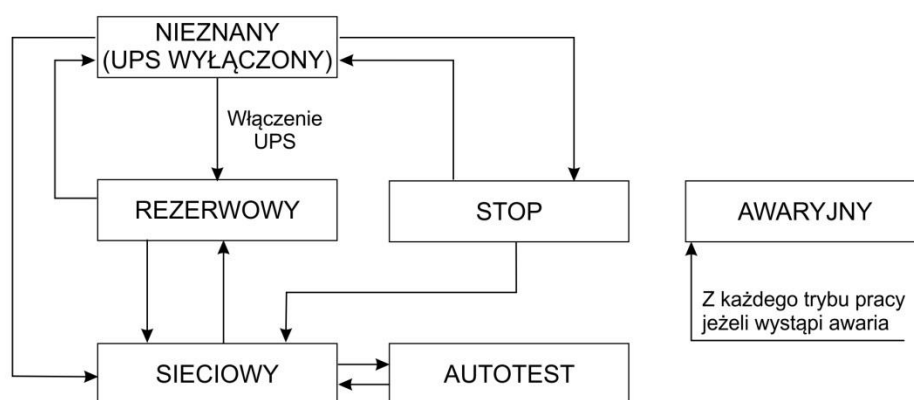 NIEZNANY
(UPS WYŁĄCZONY)
Włączenie
UPS
REZERWOWY
STOP
AWARYJNY
Z każdego trybu pracy
jeżeli wystąpi awaria
SIECIOWY
AUTOTEST